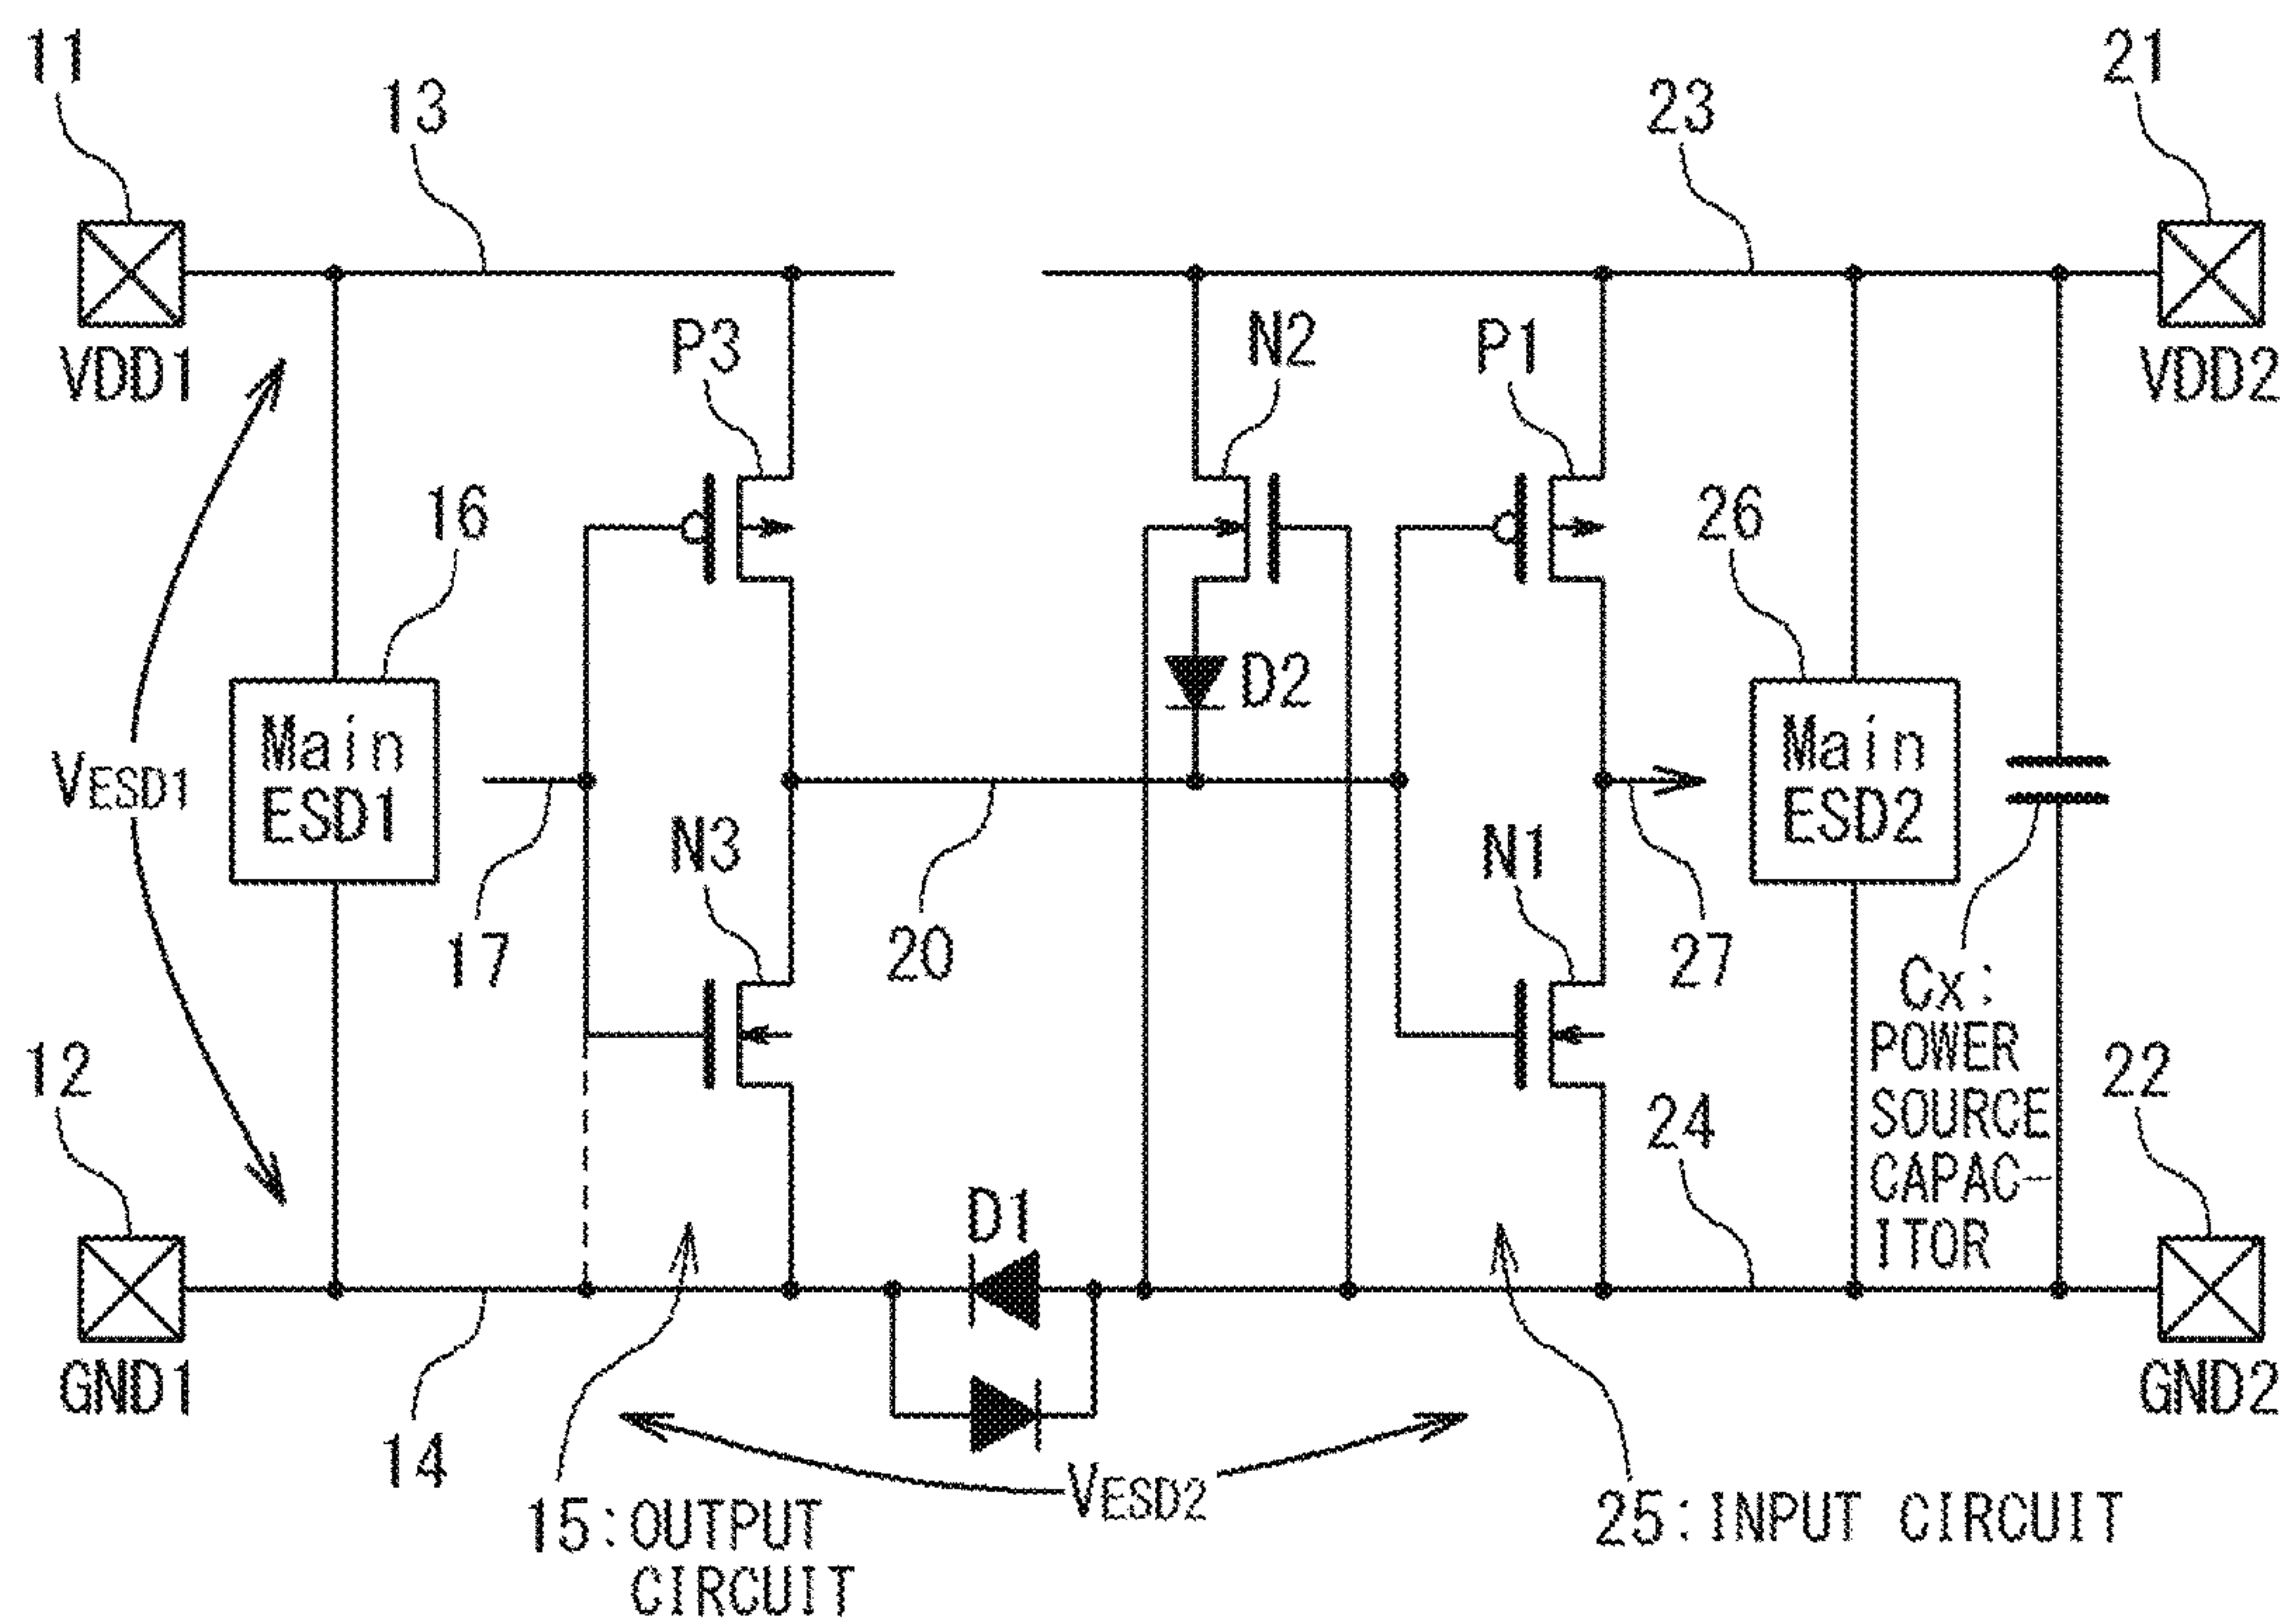 11
21
13
23
VDD1
P3
N2
P1
VDD2
16
26
Main
ESD1
D2
Main
ESD2
VESD1
N3
N1
17
20
27
Cx:
POWER
SOURCE
CAPAC-
ITOR
12
22
24
D1
GND1
GND2
14
VESD2
15:OUTPUT
CIRCUIT
25:INPUT CIRCUIT